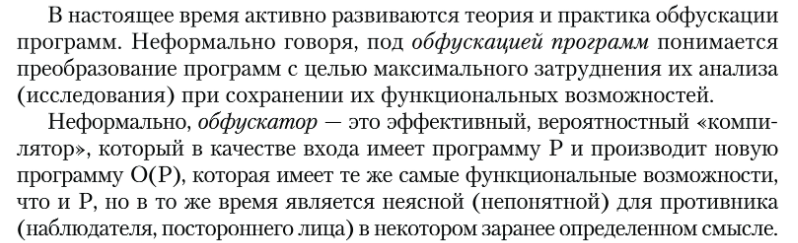 В настоящее время активно развиваются теория и практика обфускации
программ. Неформально говоря, под обфускацией программ понимается
преобразование программ с целью максимального затруднения их анализа
(исследования) при сохранении их функциональных возможностей.
Неформально, обфускатор — это эффективный, вероятностный «компи-
лятор», который в качестве входа имеет программу P и производит новую
программу O(P), которая имеет те же самые функциональные возможности,
что и P, но в то же время является неясной (непонятной) для противника
(наблюдателя, постороннего лица) в некотором заранее определенном смысле.